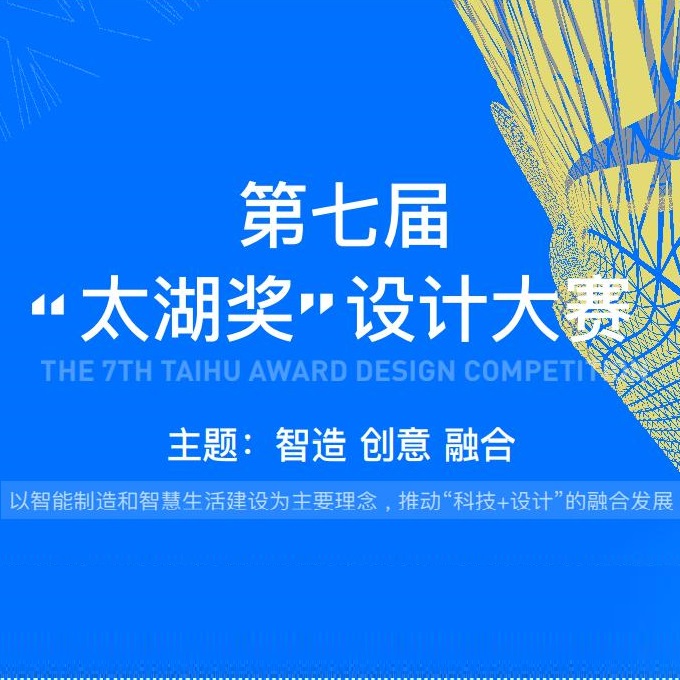 第七届
“太湖奖”设计大赛
THE 7TH TAIHU AWARD DESIGN COMPETITION
主题：智造 创意 融合
以智能制造和智慧生活建设为主要理念，推动“科技+设计”的融合发展